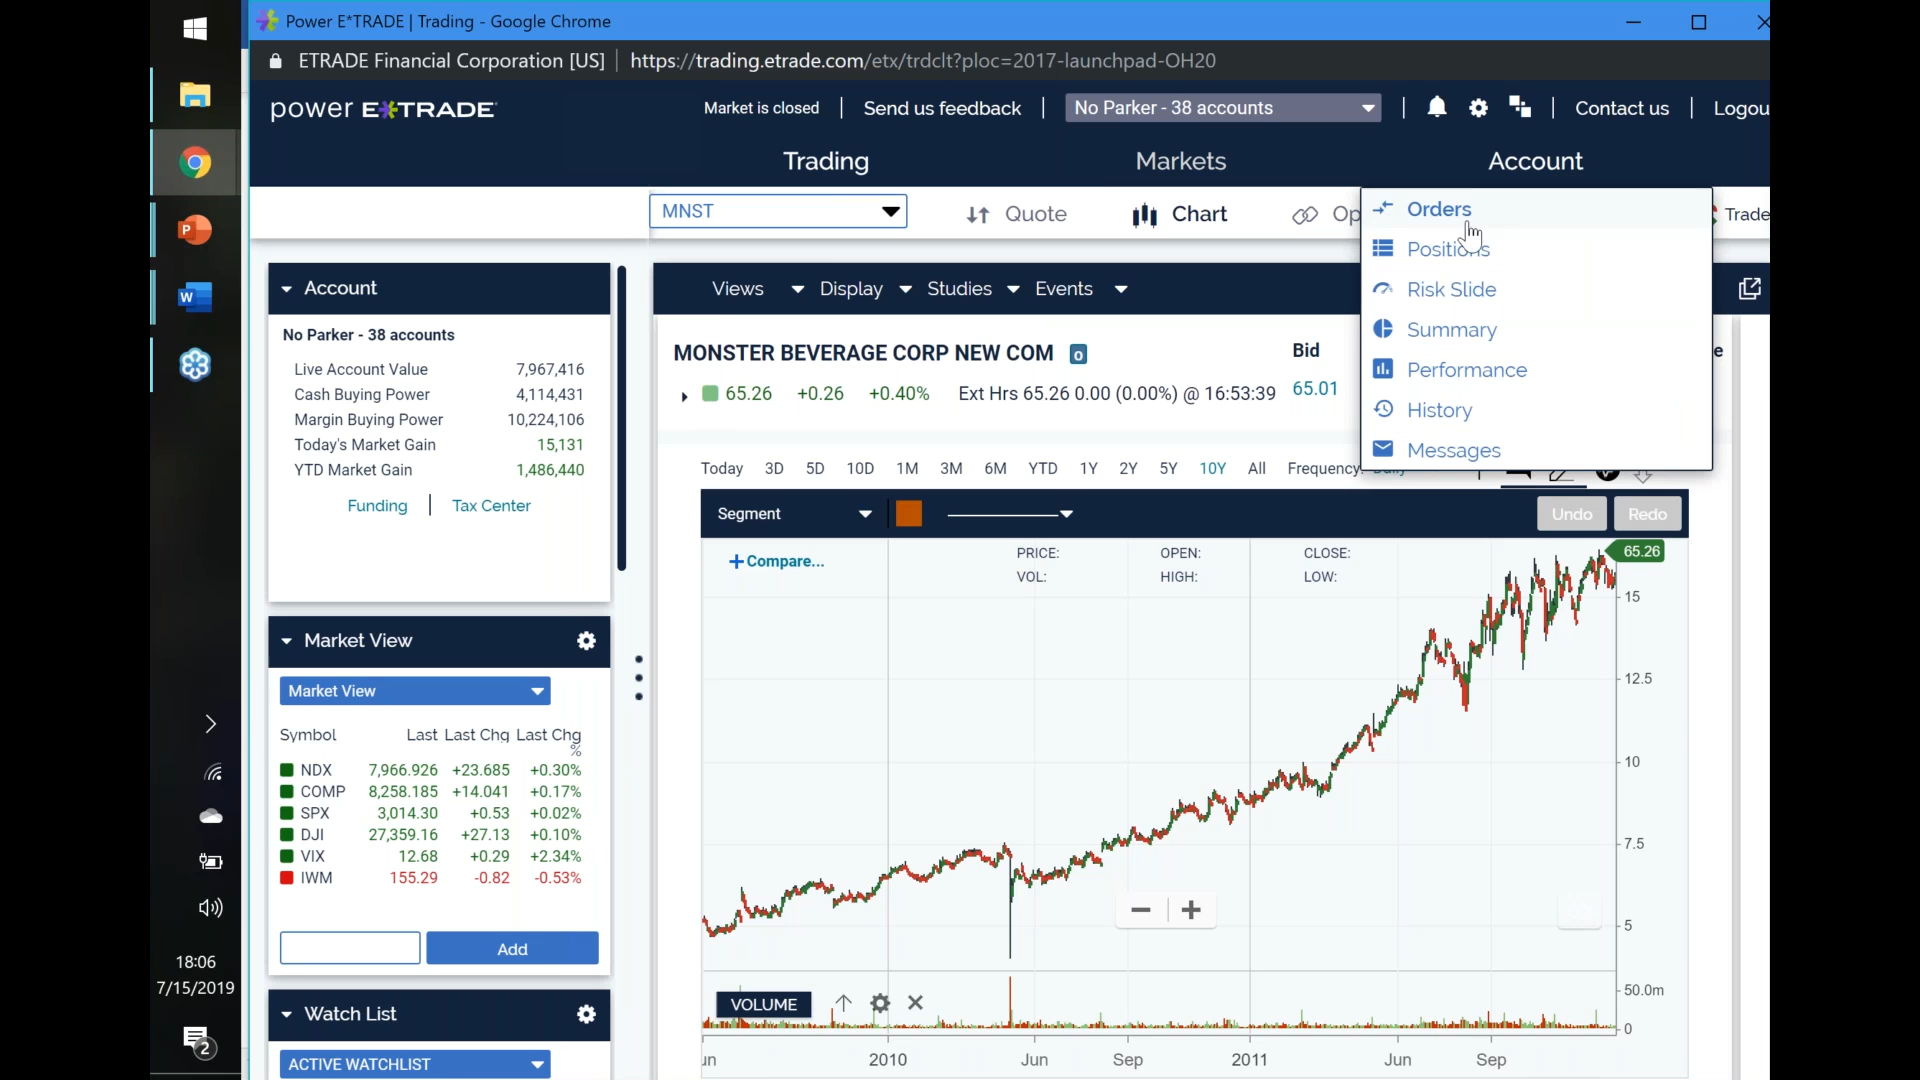 Power E*TRADE | Trading - Google Chrome
ETRADE Financial Corporation [US] | https://trading.etrade.com/etx/trdclt?ploc=2017-launchpad-OH20
power E*TRADE
Market is closed
Send us feedback
No Parker - 38 accounts
Contact us
Logou
Trading
Markets
Account
MNST
Quote
Chart
Op
Trade
Orders
Positions
Risk Slide
Summary
Performance
History
Messages
Account
No Parker - 38 accounts
Live Account Value 7,967,416
Cash Buying Power 4,114,431
Margin Buying Power 10,224,106
Today's Market Gain 15,131
YTD Market Gain 1,486,440
Funding | Tax Center
Views Display Studies Events
MONSTER BEVERAGE CORP NEW COM o
Bid
e
65.26 +0.26 +0.40% Ext Hrs 65.26 0.00 (0.00%) @ 16:53:39
65.01
Today 3D 5D 10D 1M 3M 6M YTD 1Y 2Y 5Y 10Y All Frequency: Daily
Segment
Undo
Redo
+Compare...
PRICE: OPEN: CLOSE:
VOL: HIGH: LOW:
65.26
15
12.5
10
7.5
5
Market View
Market View
Symbol Last Last Chg Last Chg %
NDX 7,966.926 +23.685 +0.30%
COMP 8,258.185 +14.041 +0.17%
SPX 3,014.30 +0.53 +0.02%
DJI 27,359.16 +27.13 +0.10%
VIX 12.68 +0.29 +2.34%
IWM 155.29 -0.82 -0.53%
Add
VOLUME
50.0m
0
un 2010 Jun Sep 2011 Jun Sep
Watch List
ACTIVE WATCHLIST
P
W
18:06
7/15/2019
2